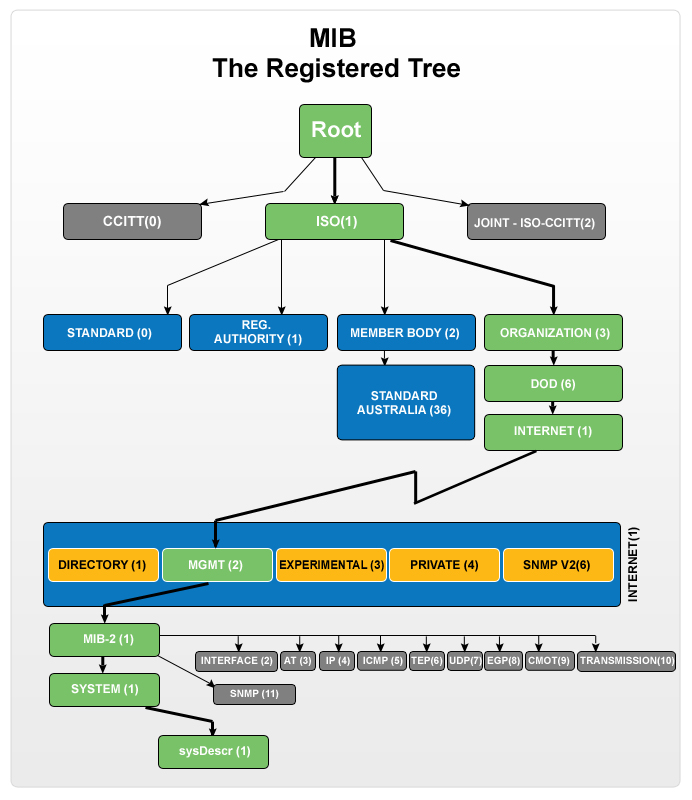 MIB
The Registered Tree
Root
CCITT(0)
ISO(1)
JOINT - ISO-CCITT(2)
STANDARD (0)
REG.
AUTHORITY (1)
MEMBER BODY (2)
ORGANIZATION (3)
STANDARD
AUSTRALIA (36)
DOD (6)
INTERNET (1)
INTERNET(1)
DIRECTORY (1)
MGMT (2)
EXPERIMENTAL (3)
PRIVATE (4)
SNMP V2(6)
MIB-2 (1)
INTERFACE (2)
AT (3)
IP (4)
ICMP (5)
TEP(6)
UDP(7)
EGP(8)
CMOT(9)
TRANSMISSION(10)
SYSTEM (1)
SNMP (11)
sysDescr (1)